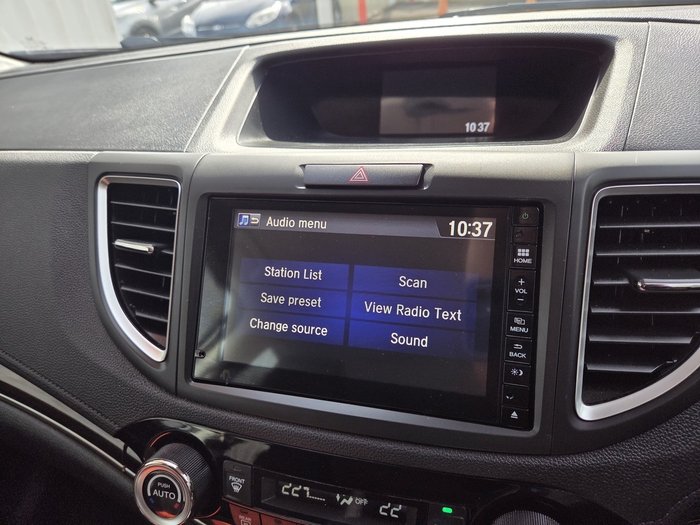 10:37
Audio menu
10:37
Station List
Scan
Save preset
View Radio Text
Change source
Sound
HOME
+
VOL
−
MENU
BACK
PUSH
AUTO
FRONT
OFF
22